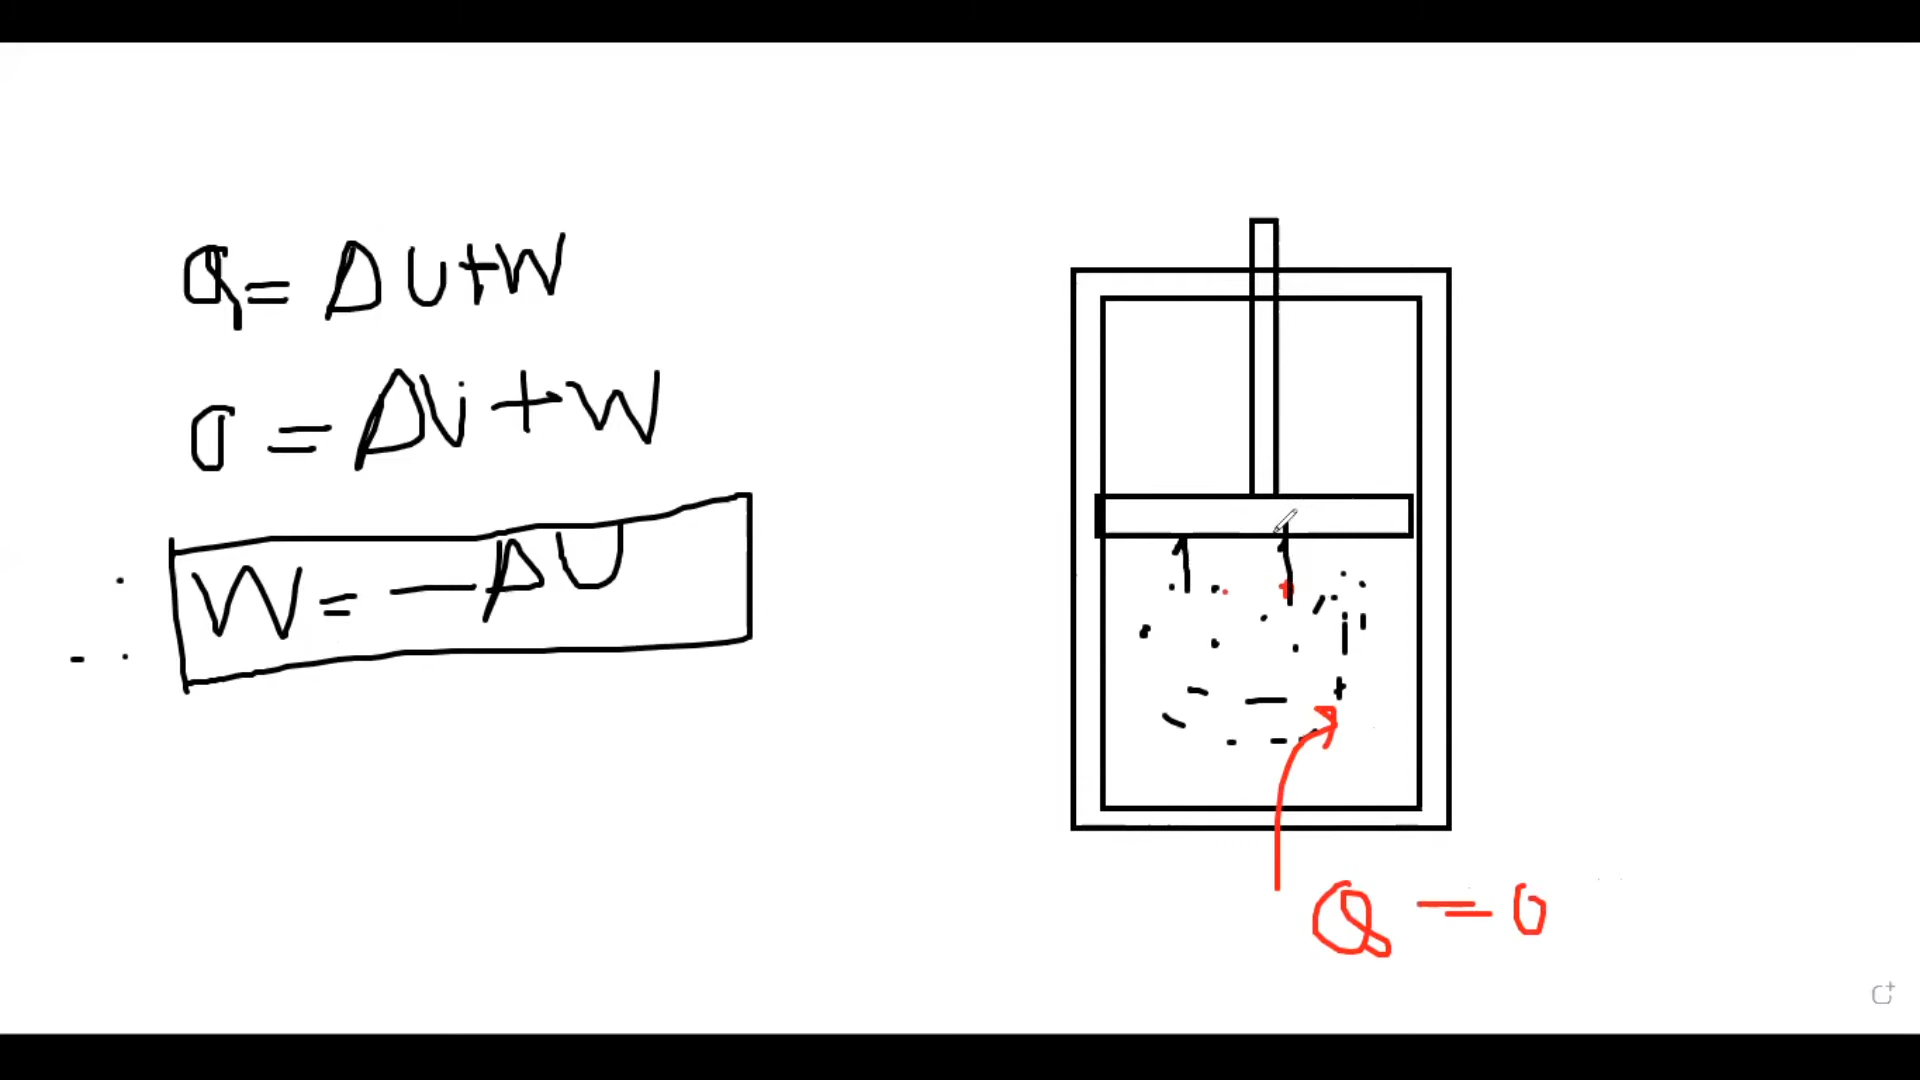 Q = ΔU+W
0 = ΔU+W
W = -ΔU
Q = 0